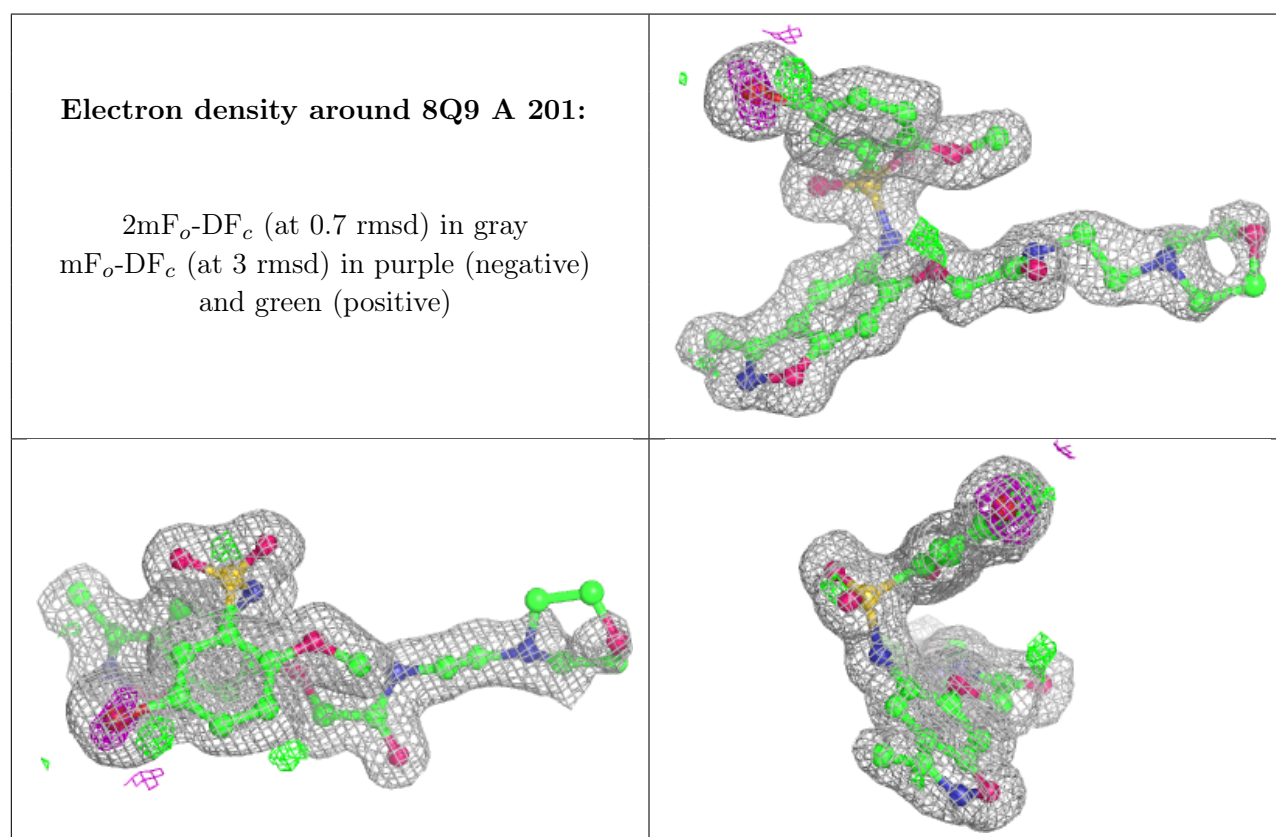 Electron density around 8Q9 A 201:
2mFo-DFc (at 0.7 rmsd) in gray
mFo-DFc (at 3 rmsd) in purple (negative)
and green (positive)